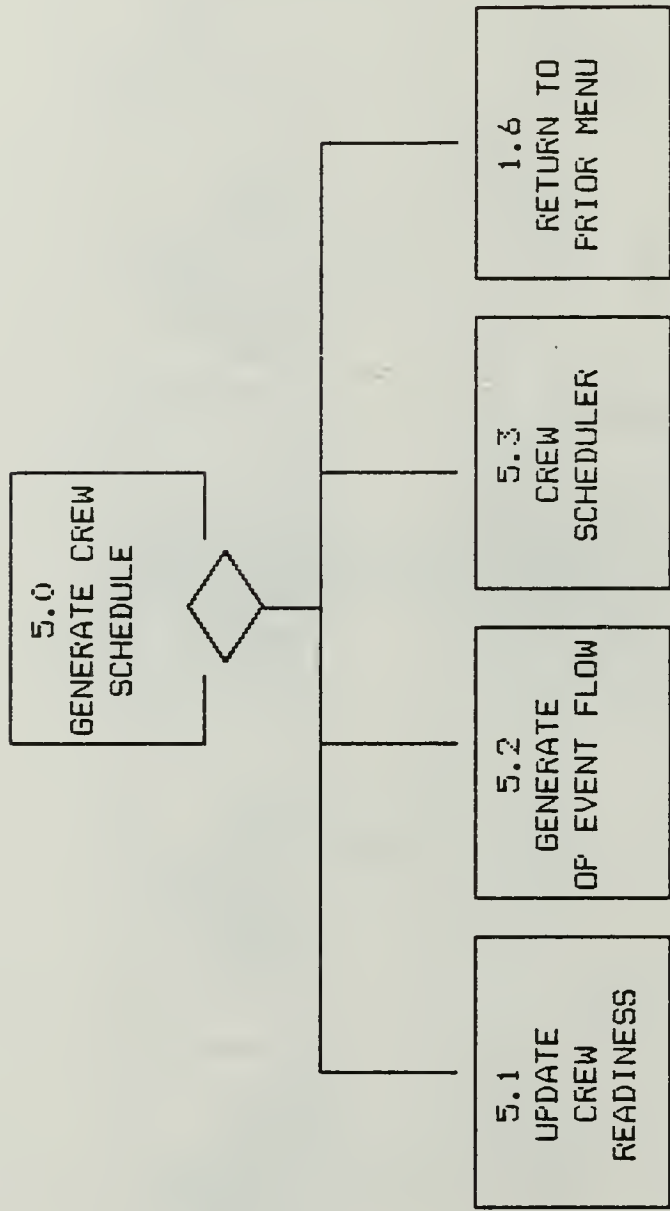 5.0
GENERATE CREW
SCHEDULE
5.1
UPDATE
CREW
READINESS
5.2
GENERATE
OP EVENT FLOW
5.3
CREW
SCHEDULER
1.6
RETURN TO
PRIOR MENU